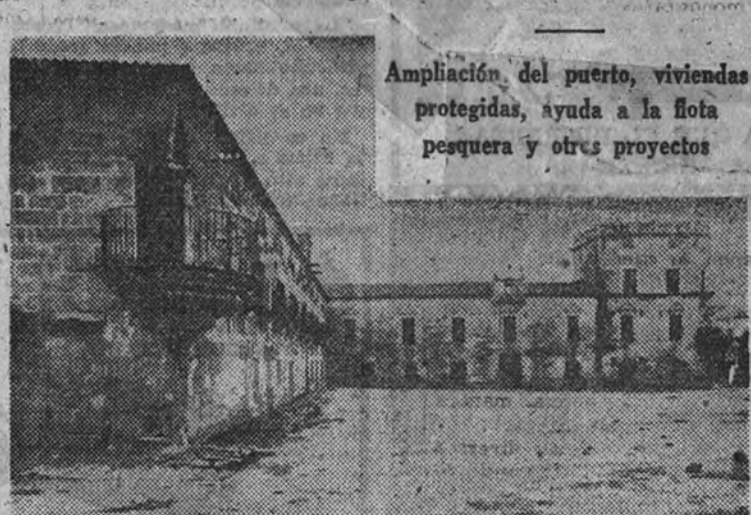 Ampliación del puerto, viviendas
protegidas, ayuda a la flota
pesquera y otros proyectos